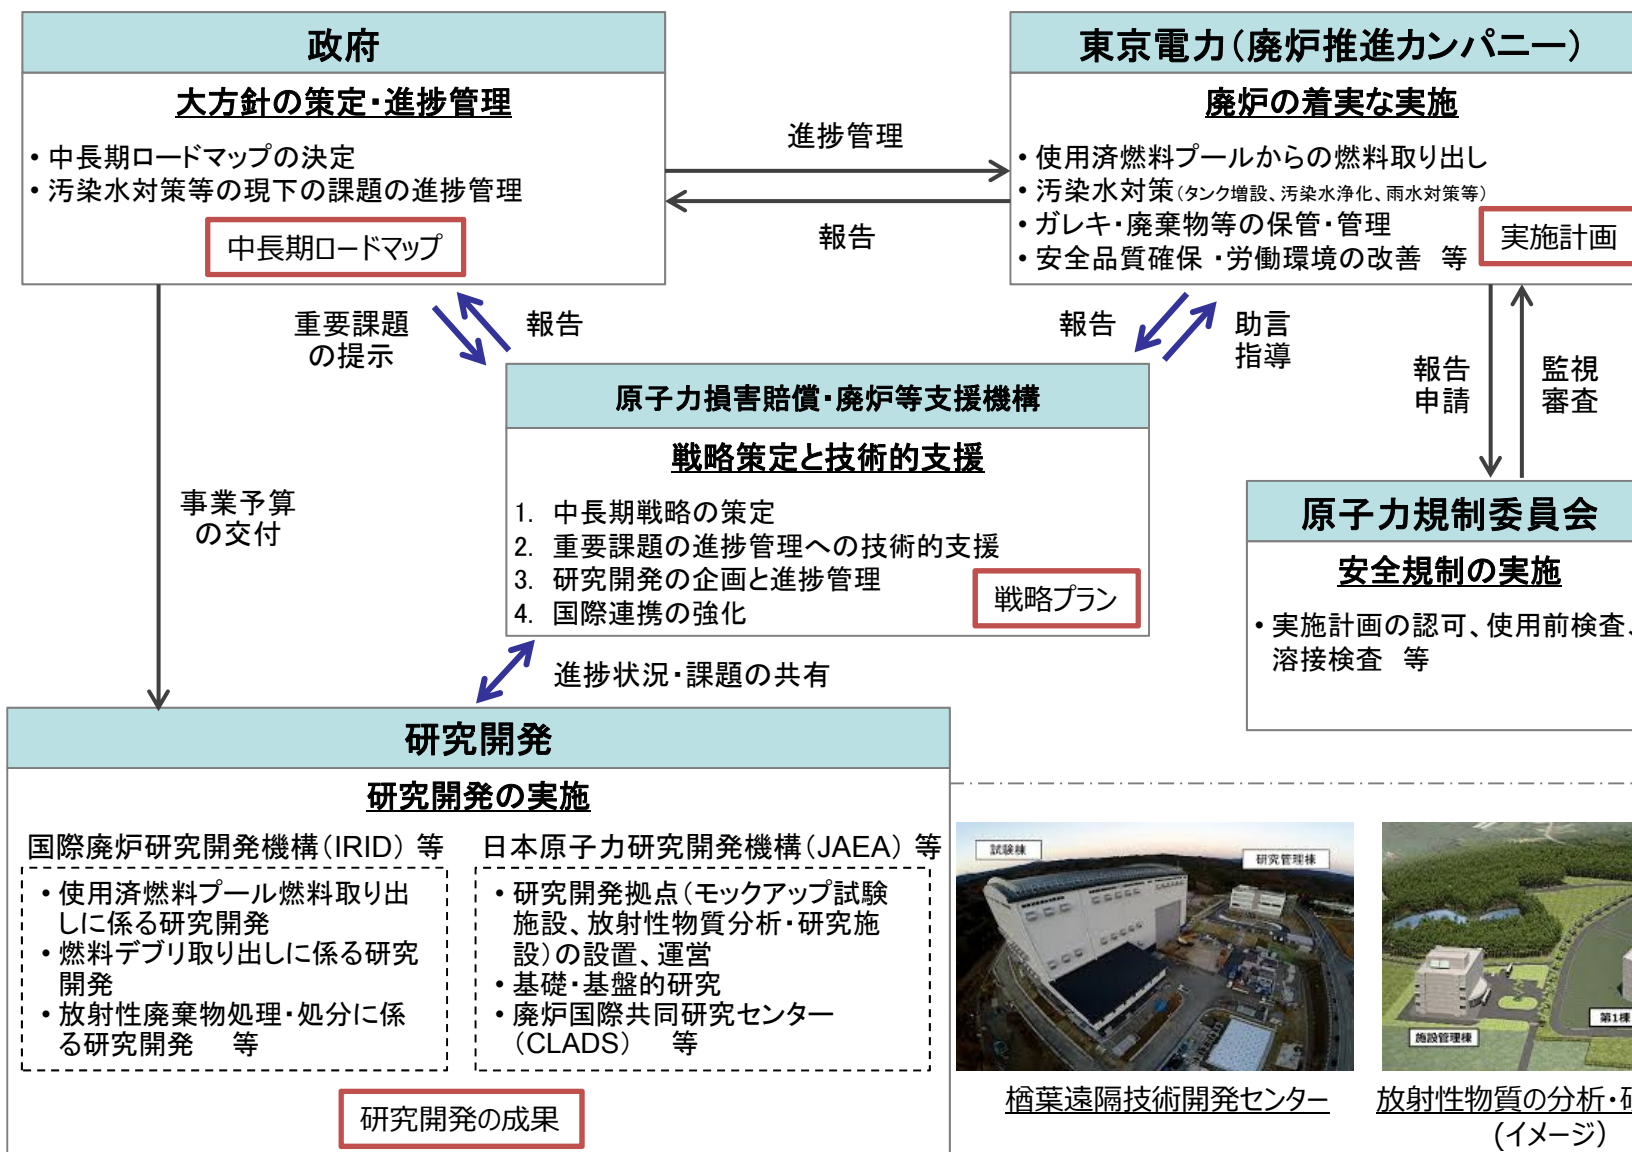 政府
大方針の策定・進捗管理
• 中長期ロードマップの決定
• 汚染水対策等の現下の課題の進捗管理
中長期ロードマップ
進捗管理
報告
東京電力（廃炉推進カンパニー）
廃炉の着実な実施
• 使用済燃料プールからの燃料取り出し
• 汚染水対策（タンク増設、汚染水浄化、雨水対策等）
• ガレキ・廃棄物等の保管・管理
• 安全品質確保 ・労働環境の改善 等
実施計画
重要課題
の提示
報告
報告
助言
指導
報告
申請
監視
審査
原子力損害賠償・廃炉等支援機構
戦略策定と技術的支援
1. 中長期戦略の策定
2. 重要課題の進捗管理への技術的支援
3. 研究開発の企画と進捗管理
4. 国際連携の強化
戦略プラン
事業予算
の交付
原子力規制委員会
安全規制の実施
• 実施計画の認可、使用前検査、
溶接検査 等
進捗状況・課題の共有
研究開発
研究開発の実施
国際廃炉研究開発機構（IRID）等
• 使用済燃料プール燃料取り出
しに係る研究開発
• 燃料デブリ取り出しに係る研究
開発
• 放射性廃棄物処理・処分に係
る研究開発 等
日本原子力研究開発機構（JAEA）等
• 研究開発拠点（モックアップ試験
施設、放射性物質分析・研究施
設）の設置、運営
• 基礎・基盤的研究
• 廃炉国際共同研究センター
（CLADS） 等
研究開発の成果
試験棟
研究管理棟
楢葉遠隔技術開発センター
施設管理棟
第1棟
放射性物質の分析・
(イメージ）